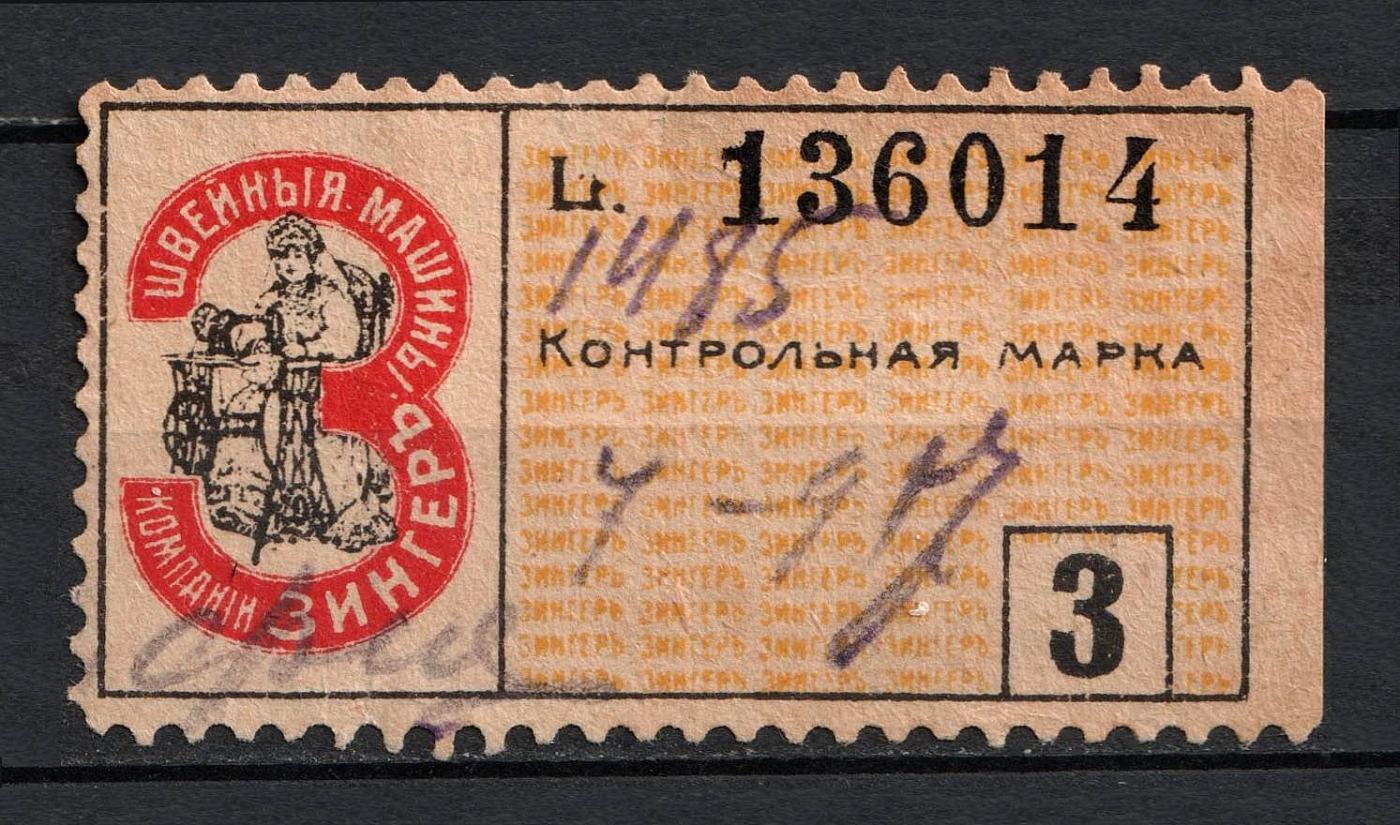 ШВЕЙНЫЯ МАШИНЫ
КОМПАНІИ ЗИНГЕРЪ
136014
1485
КОНТРОЛЬНАЯ МАРКА
3